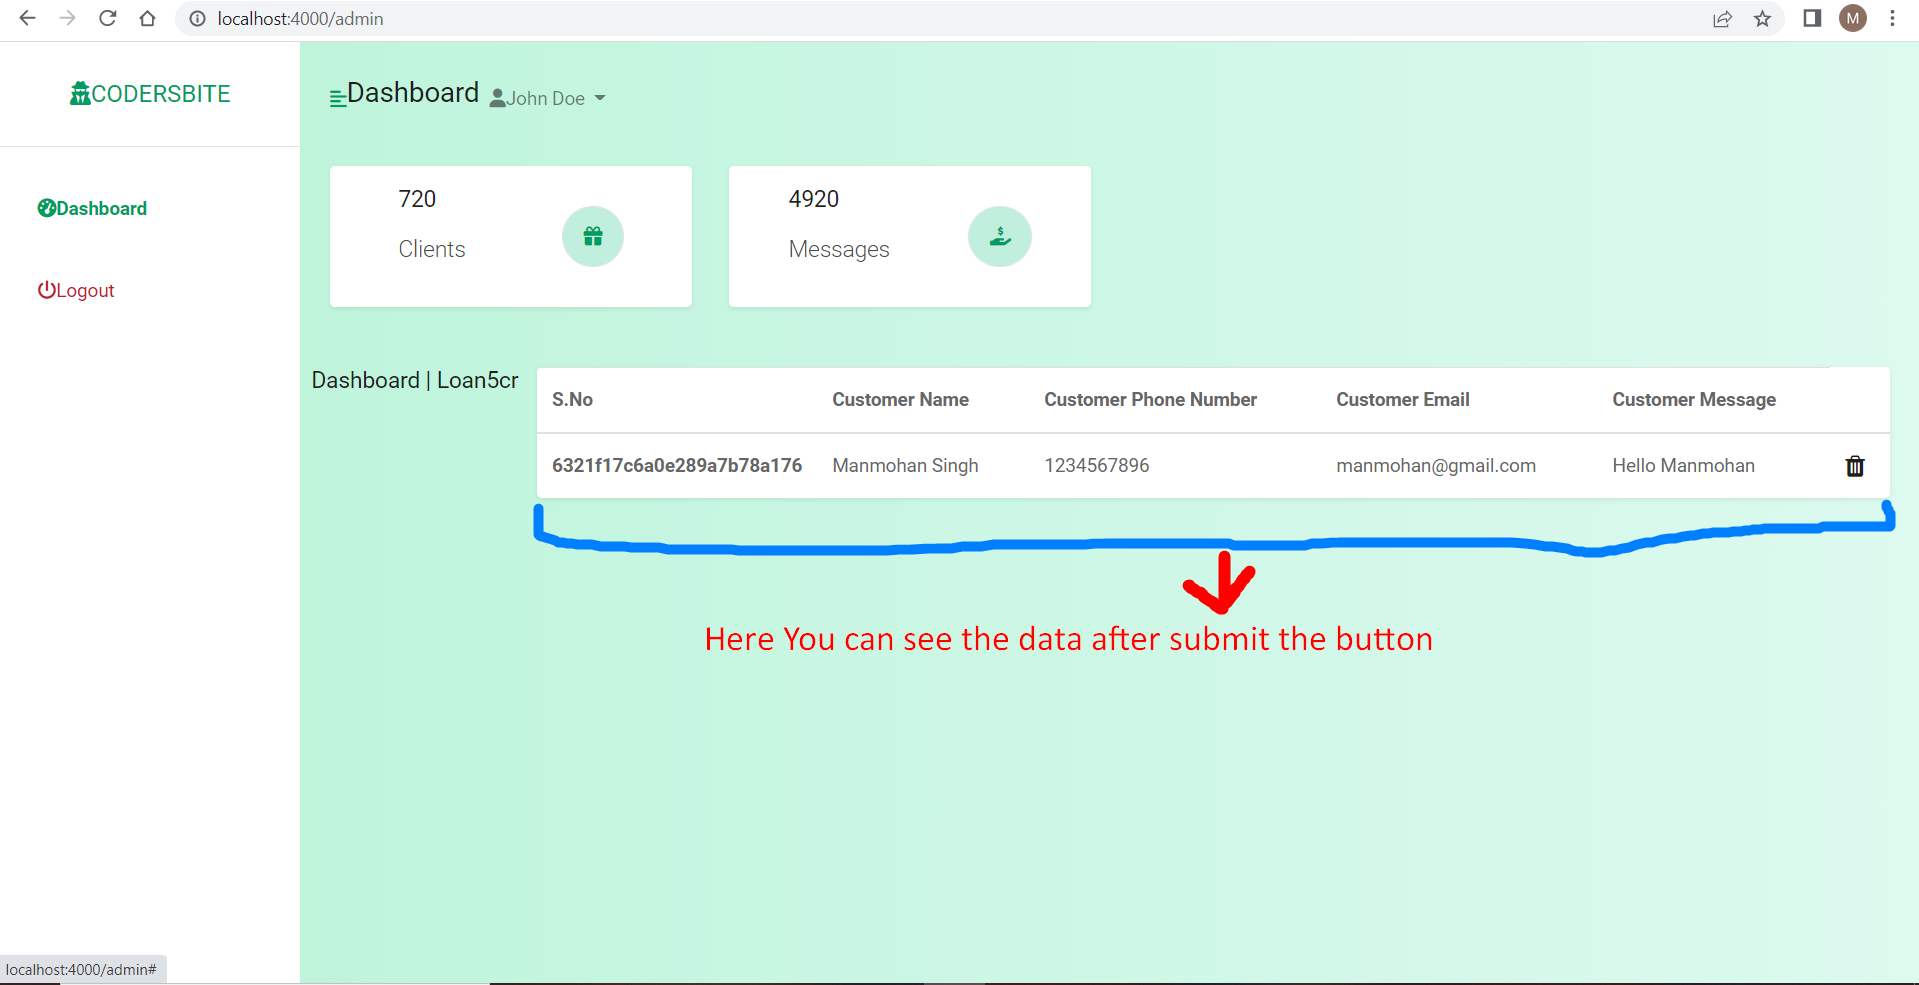 localhost:4000/admin
M
CODERSBITE
Dashboard
Logout
Dashboard John Doe
720
Clients
4920
Messages
Dashboard | Loan5cr
S.No Customer Name Customer Phone Number Customer Email Customer Message
6321f17c6a0e289a7b78a176 Manmohan Singh 1234567896 manmohan@gmail.com Hello Manmohan
Here You can see the data after submit the button
localhost:4000/admin#